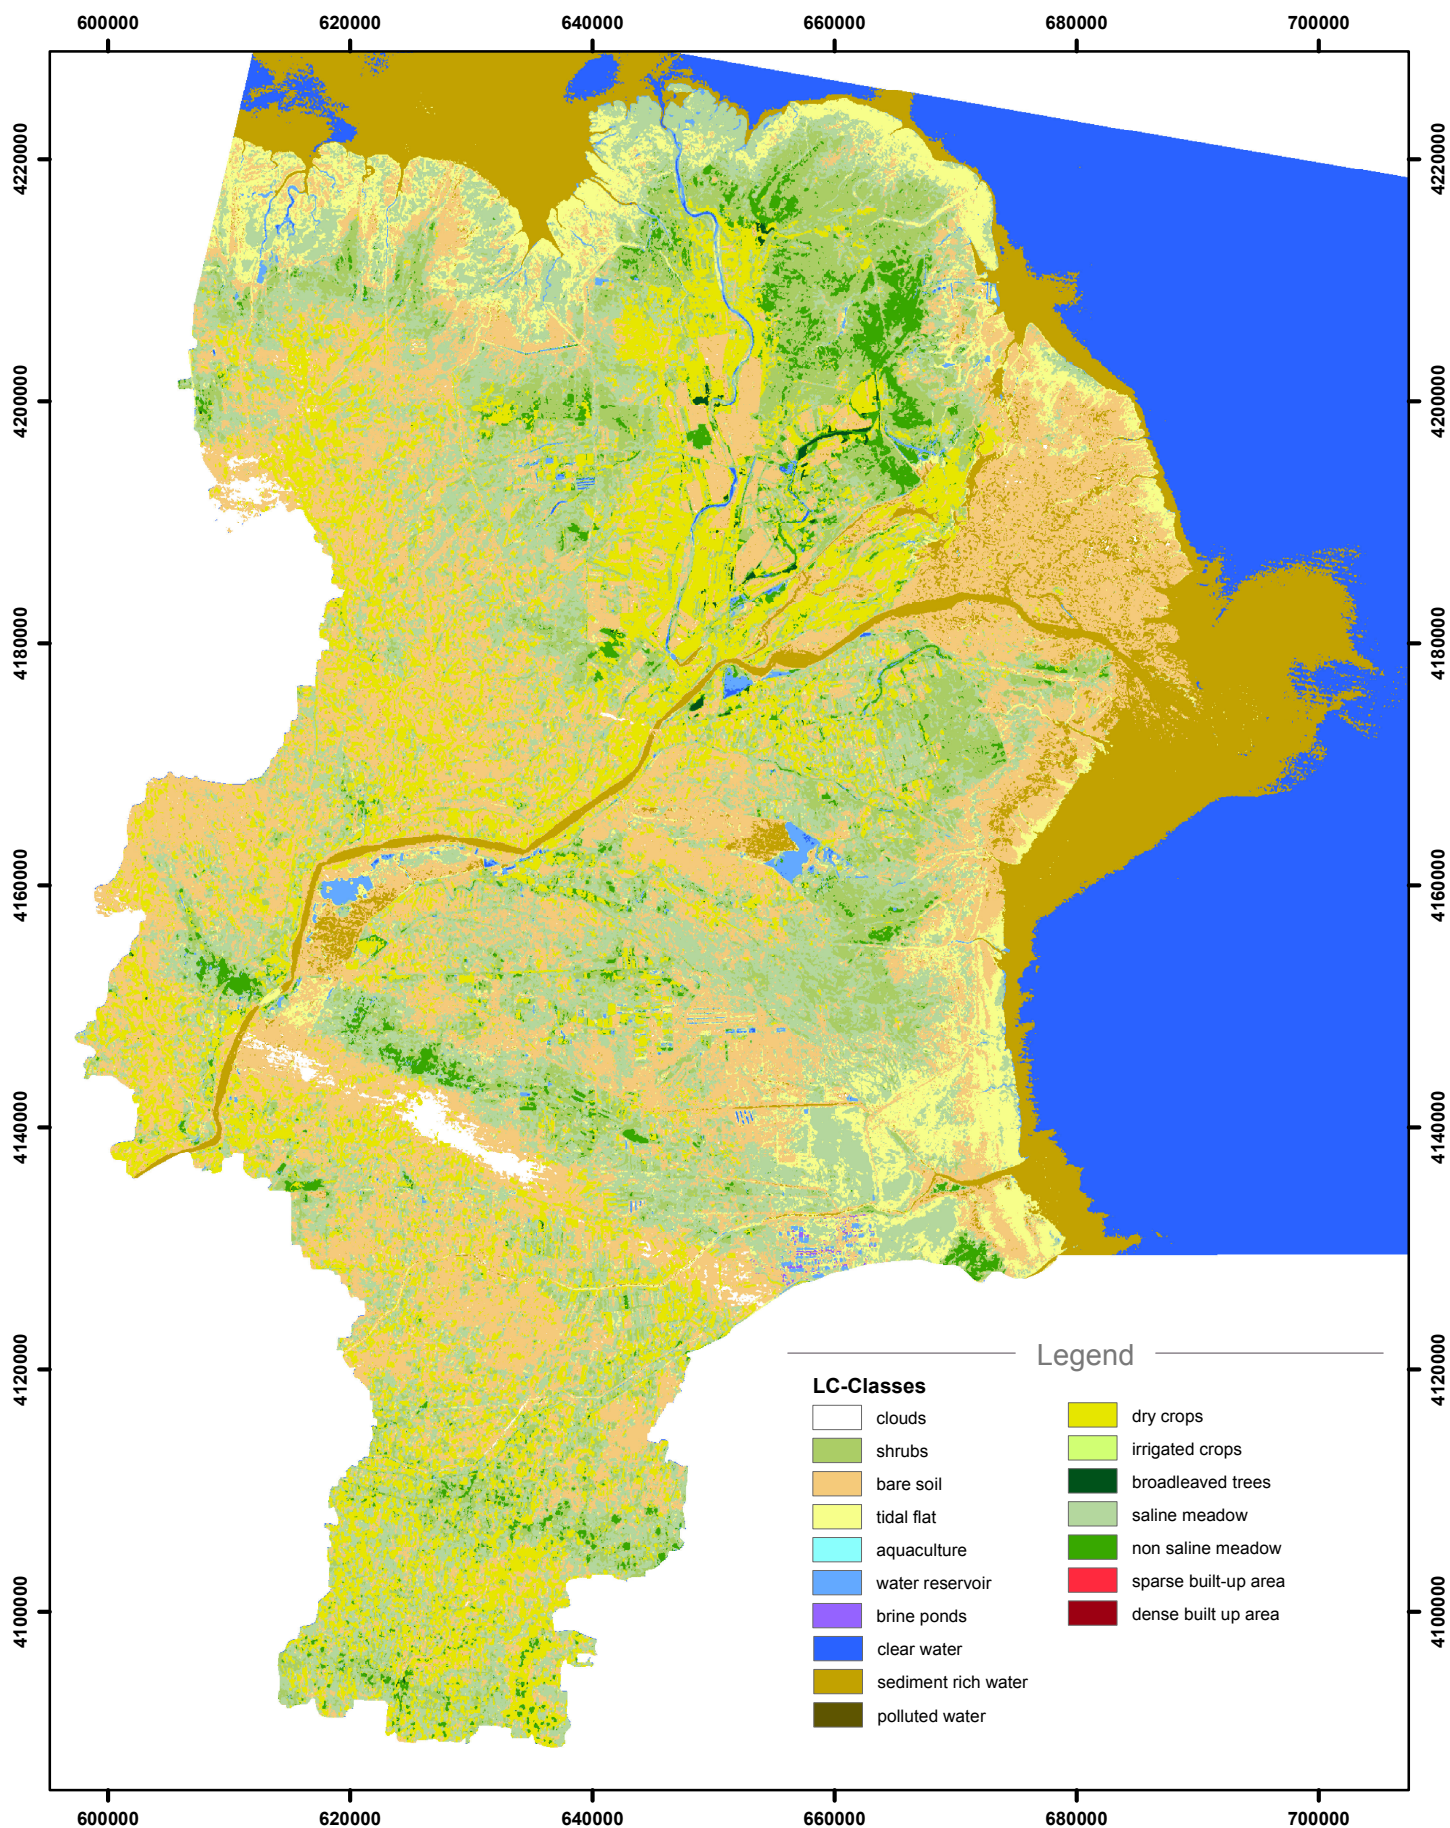 600000 620000 640000 660000 680000 700000
4220000 4220000
4200000 4200000
4180000 4180000
4160000 4160000
4140000 4140000
4120000 4120000
4100000 4100000
Legend
LC-Classes
clouds
shrubs
bare soil
tidal flat
aquaculture
water reservoir
brine ponds
clear water
sediment rich water
polluted water
dry crops
irrigated crops
broadleaved trees
saline meadow
non saline meadow
sparse built-up area
dense built up area
600000 620000 640000 660000 680000 700000